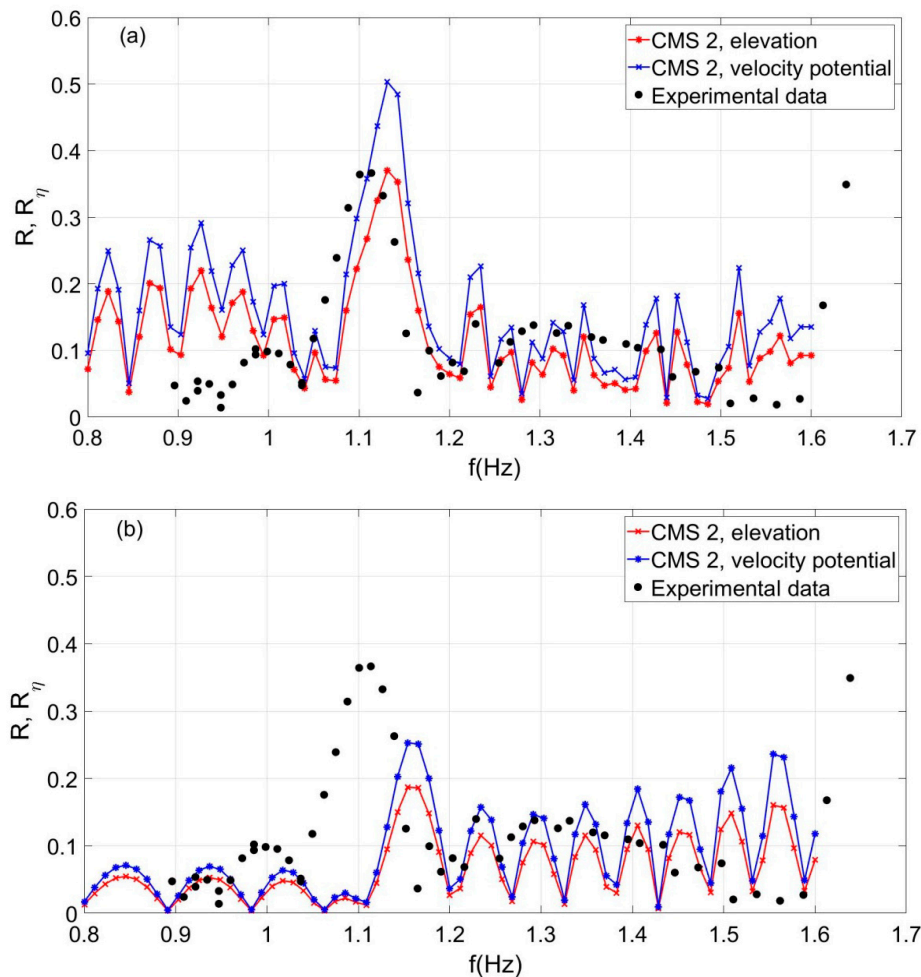 (a)
CMS 2, elevation
CMS 2, velocity potential
Experimental data
R, R_η
0.6
0.5
0.4
0.3
0.2
0.1
0
0.8 0.9 1 1.1 1.2 1.3 1.4 1.5 1.6 1.7
f(Hz)
(b)
CMS 2, elevation
CMS 2, velocity potential
Experimental data
R, R_η
0.6
0.5
0.4
0.3
0.2
0.1
0
0.8 0.9 1 1.1 1.2 1.3 1.4 1.5 1.6 1.7
f(Hz)